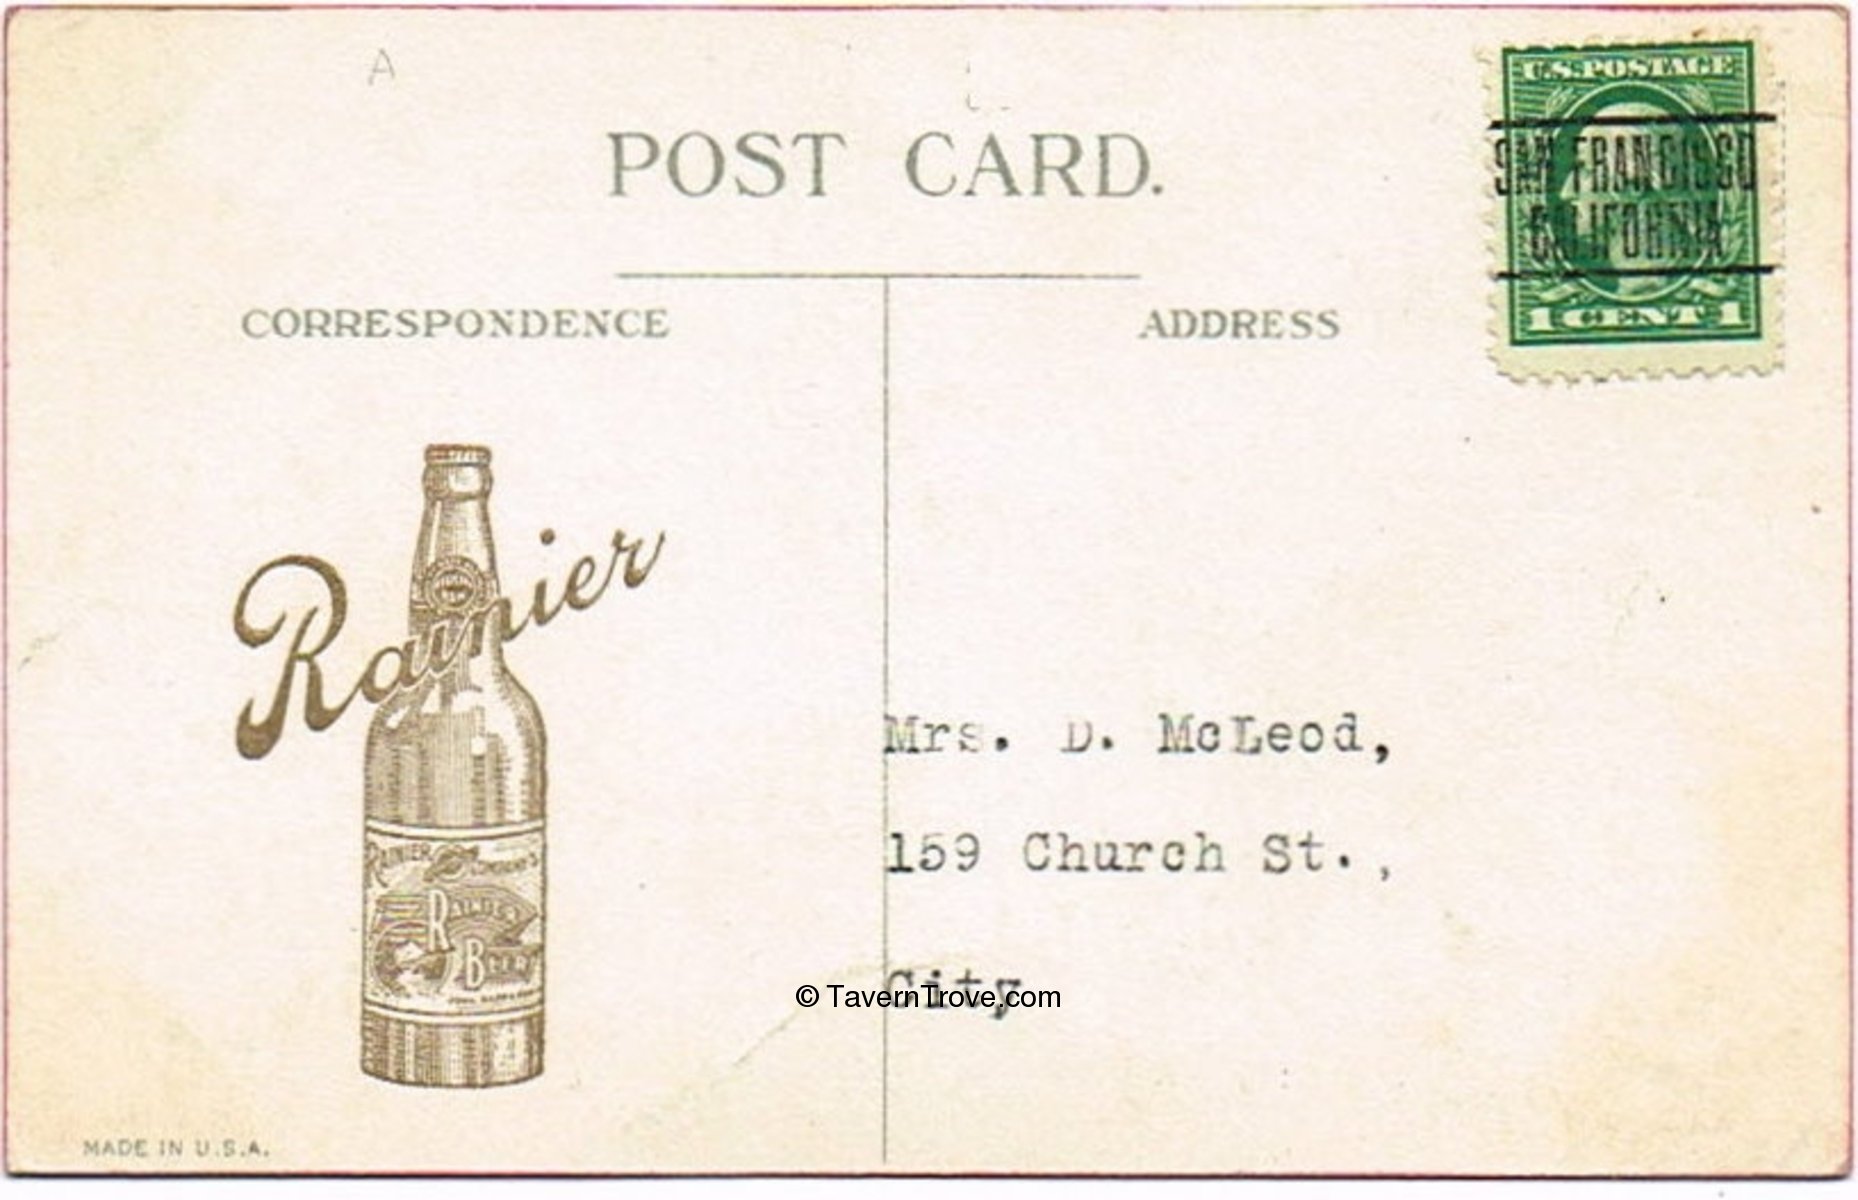 A
POST CARD.
U.S. POSTAGE
SAN FRANCISCO
CALIFORNIA
1 CENT 1
CORRESPONDENCE
ADDRESS
Rainier
RAINIER
RAINIER
BEER
Mrs. D. McLeod,
159 Church St.,
City
© TavernTrove.com
MADE IN U.S.A.